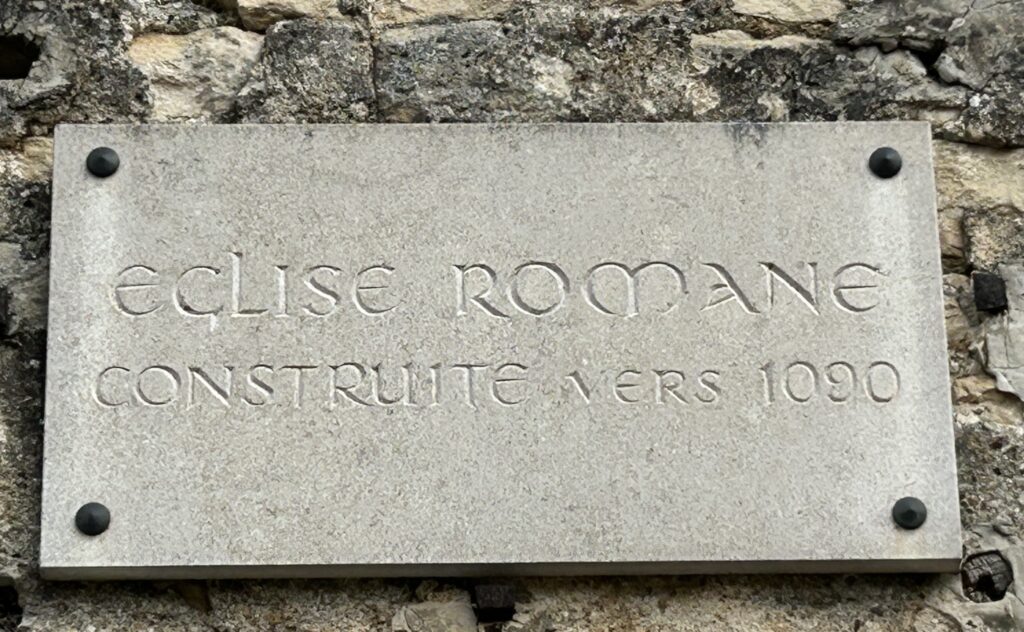 EGLISE ROMANE
CONSTRUITE VERS 1090